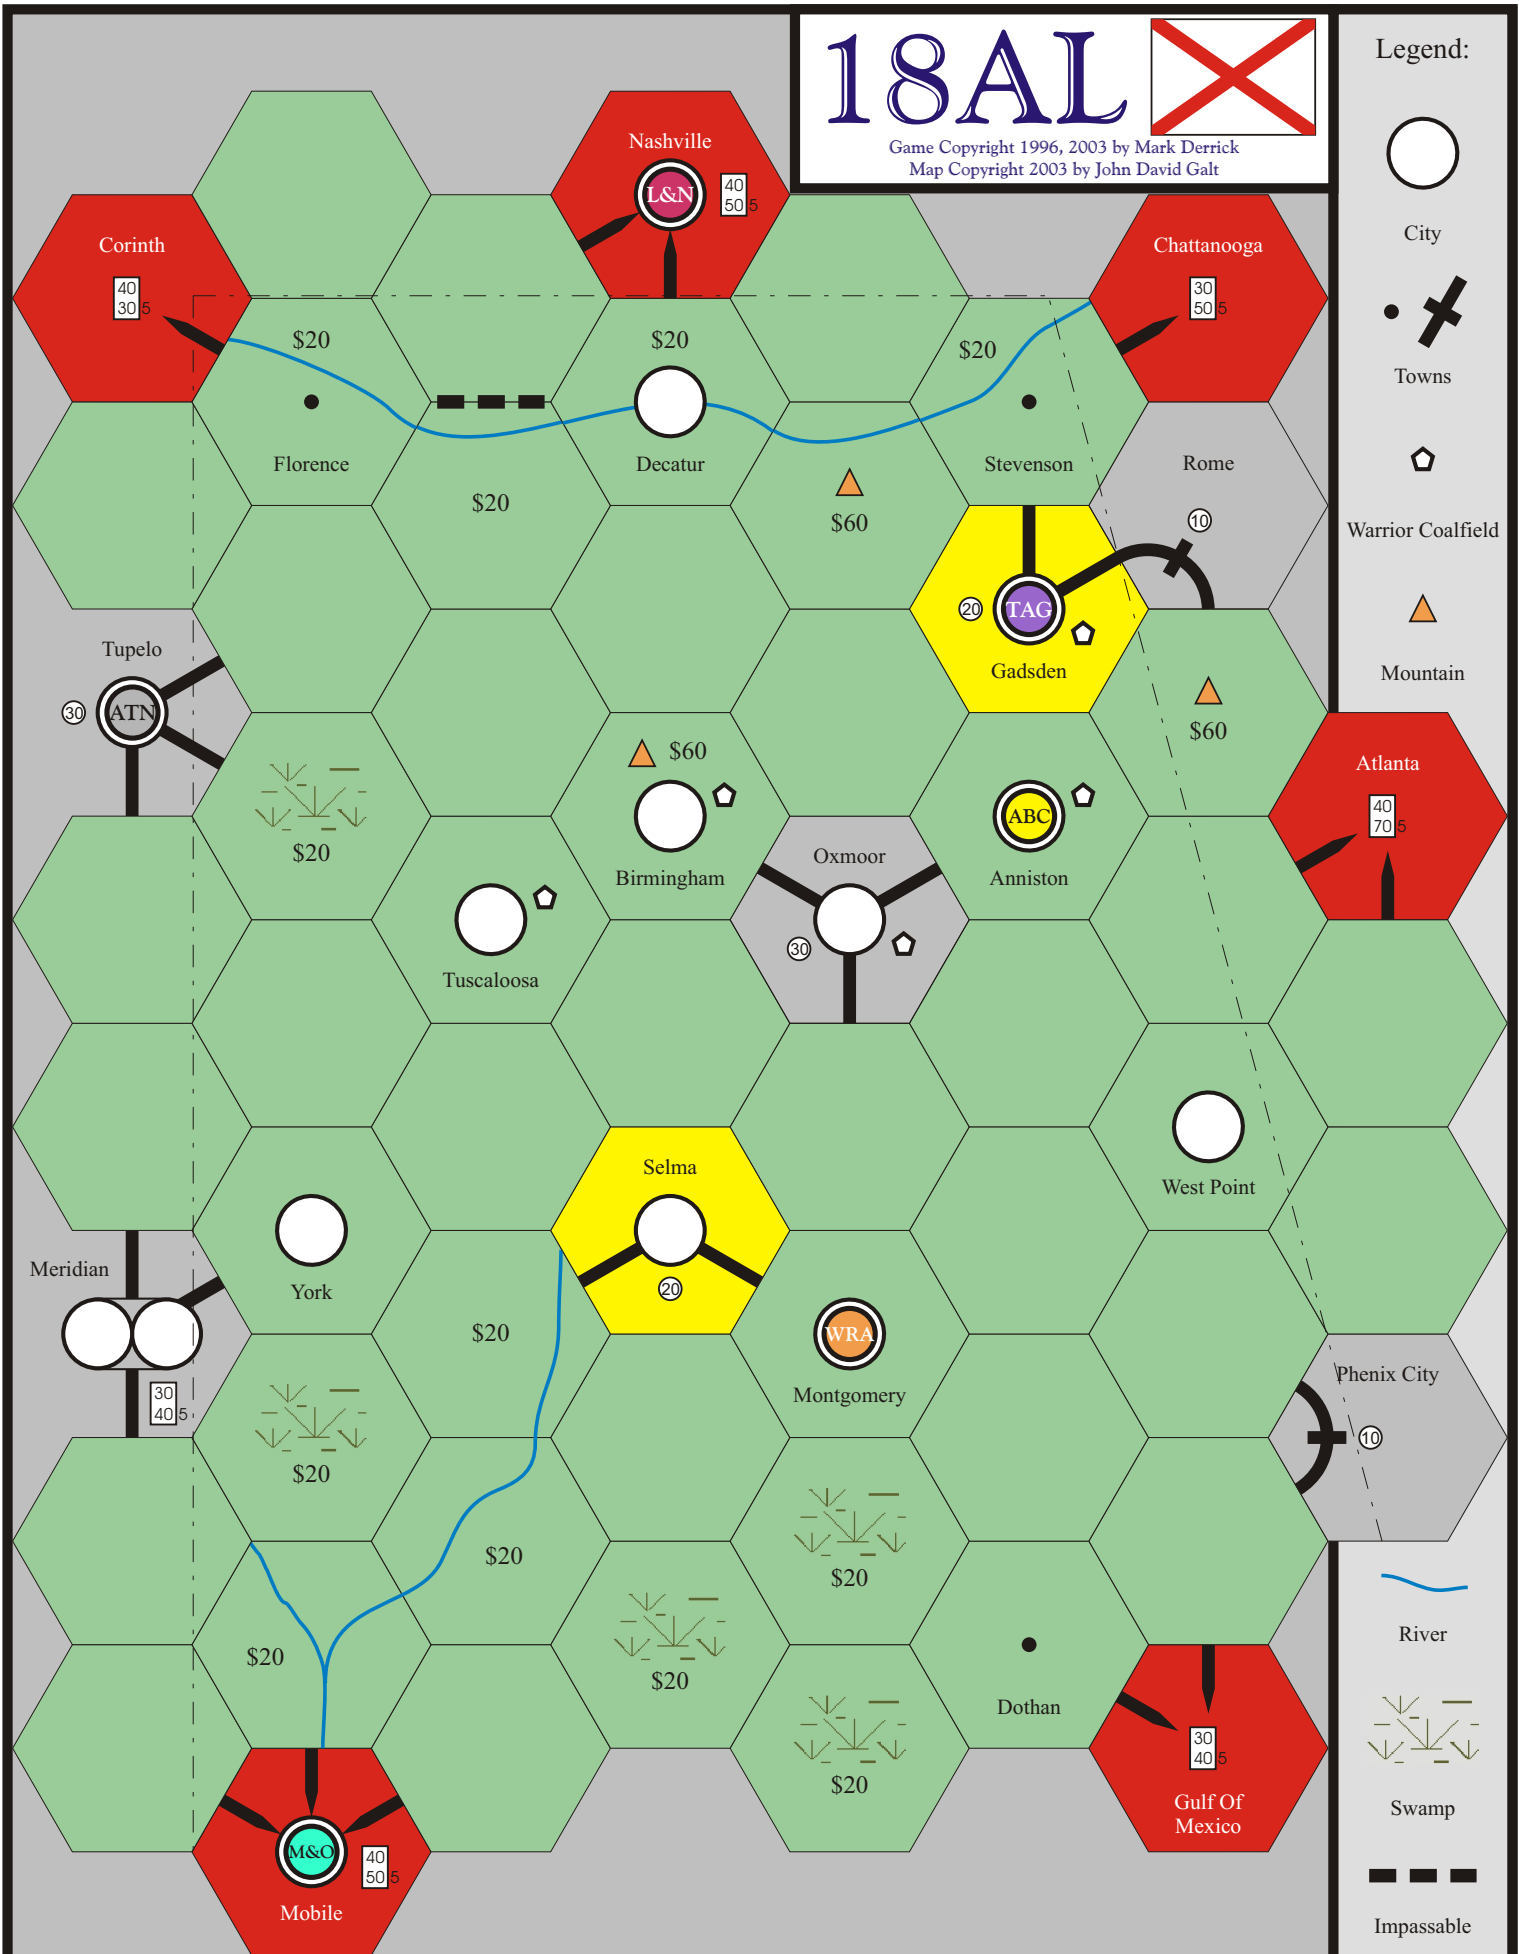 18AL
Game Copyright 1996, 2003 by Mark Derrick
Map Copyright 2003 by John David Galt
Legend:
City
Towns
Warrior Coalfield
Mountain
River
Swamp
Impassable
Nashville
L&N
40
50 5
Corinth
40
30 5
Chattanooga
30
50 5
$20
Florence
$20
Decatur
$20
Stevenson
$20
$60
Rome
10
TAG
20
Gadsden
Tupelo
30
ATN
$60
$60
Atlanta
40
70 5
$20
Birmingham
Oxmoor
30
ABC
Anniston
Tuscaloosa
West Point
Selma
20
York
Meridian
30
40 5
$20
WRA
Montgomery
Phenix City
10
$20
$20
$20
$20
$20
$20
Dothan
$20
30
40 5
Gulf Of
Mexico
M&O
40
50 5
Mobile